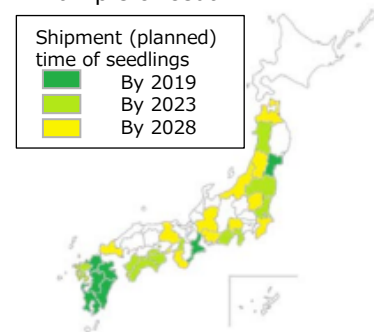 Shipment (planned)
time of seedlings
By 2019
By 2023
By 2028